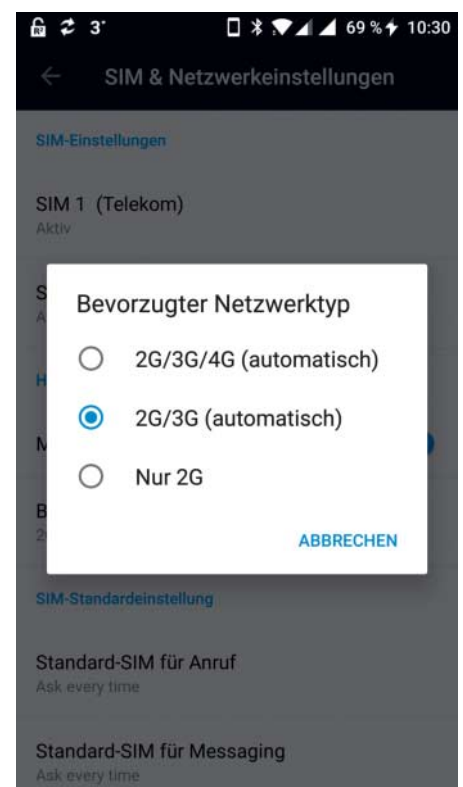 3
69 % 10:30
SIM & Netzwerkeinstellungen
SIM-Einstellungen
SIM 1 (Telekom)
Aktiv
S
A
Bevorzugter Netzwerktyp
2G/3G/4G (automatisch)
H
2G/3G (automatisch)
M
Nur 2G
B
2
ABBRECHEN
SIM-Standardeinstellung
Standard-SIM für Anruf
Ask every time
Standard-SIM für Messaging
Ask every time